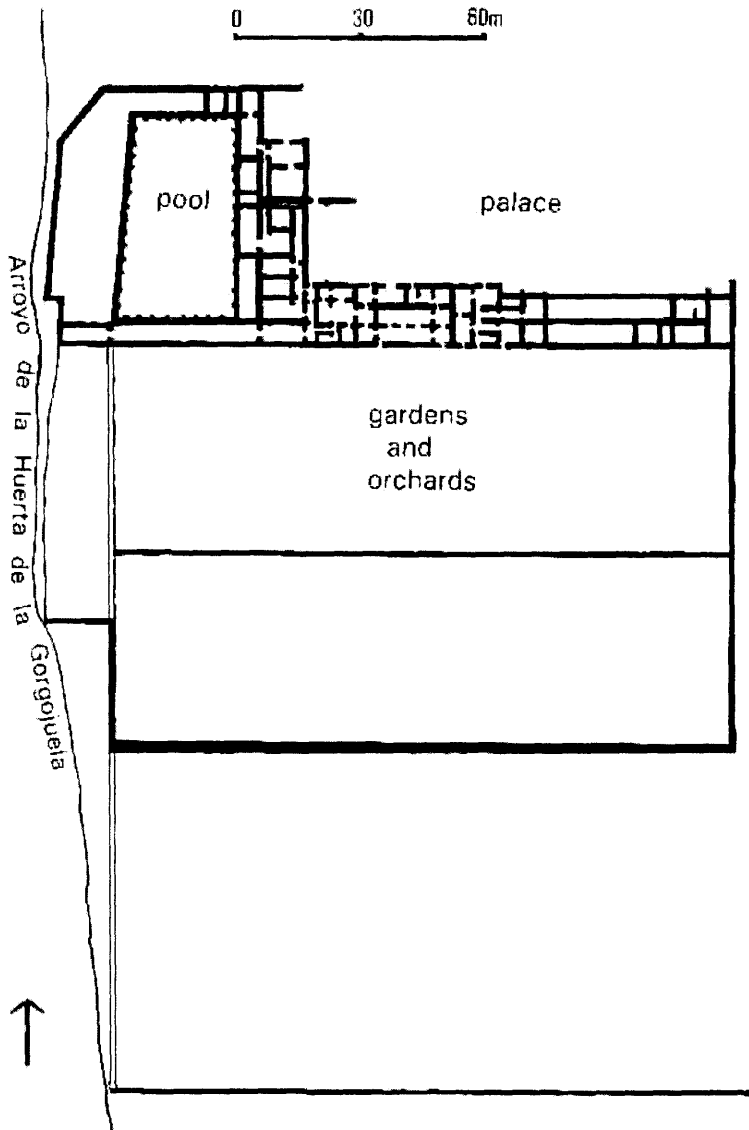 0 30 60m
pool
palace
Arroyo de la Huerta de la Gorgojuela
gardens
and
orchards